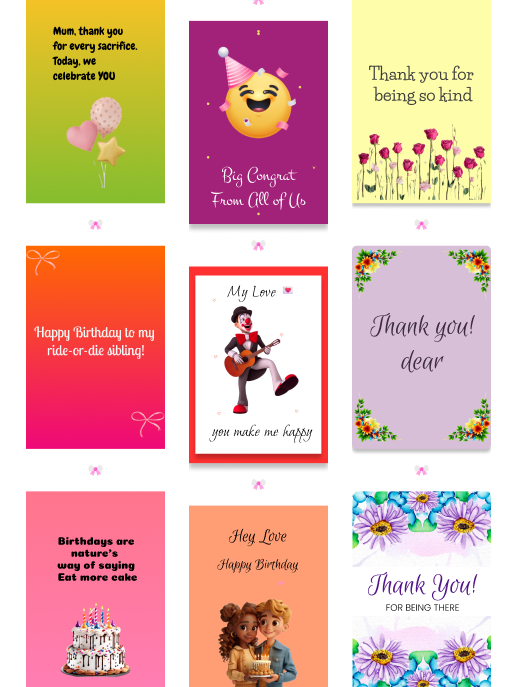 Mum, thank you
for every sacrifice.
Today, we
celebrate YOU
Big Congrat
From All of Us
Thank you for
being so kind
Happy Birthday to my
ride-or-die sibling!
My Love
you make me happy
Thank you!
dear
Birthdays are
nature's
way of saying
Eat more cake
Hey Love
Happy Birthday
Thank You!
FOR BEING THERE